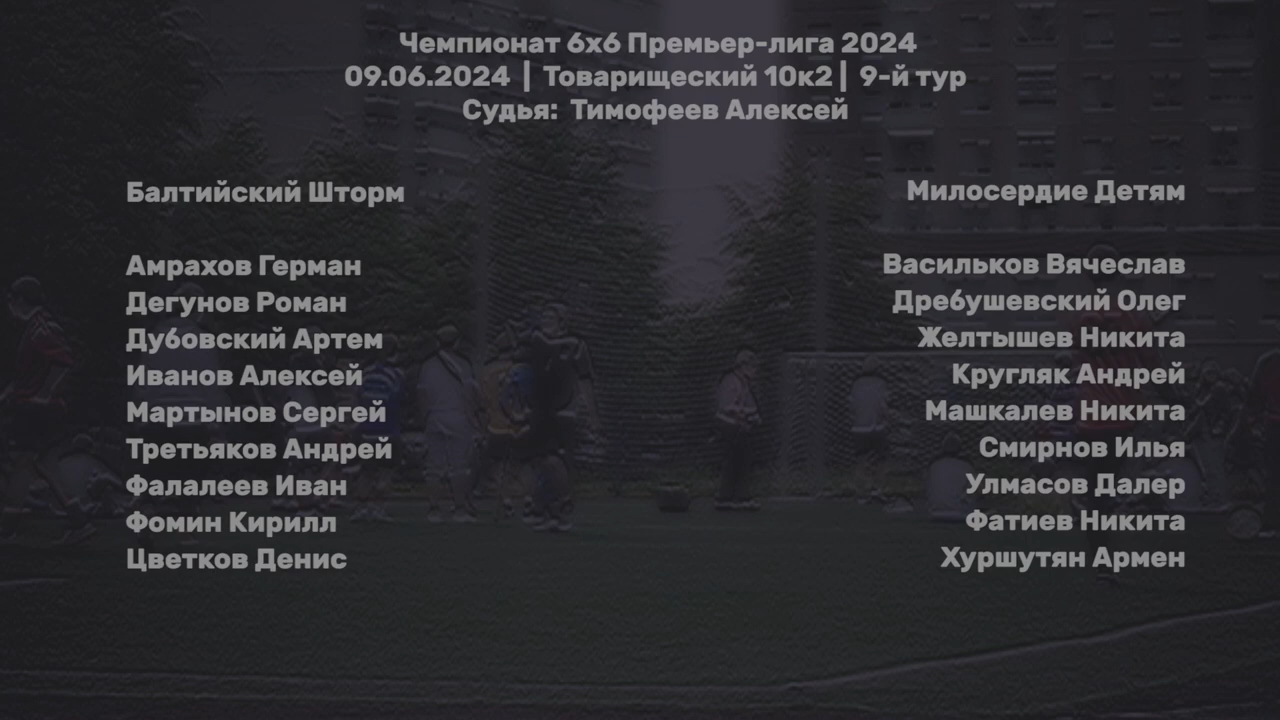 Чемпионат 6х6 Премьер-лига 2024
09.06.2024 | Товарищеский 10к2 | 9-й тур
Судья: Тимофеев Алексей
Балтийский Шторм
Амрахов Герман
Дегунов Роман
Дубовский Артем
Иванов Алексей
Мартынов Сергей
Третьяков Андрей
Фалалеев Иван
Фомин Кирилл
Цветков Денис
Милосердие Детям
Васильков Вячеслав
Дребушевский Олег
Желтышев Никита
Кругляк Андрей
Машкалев Никита
Смирнов Илья
Улмасов Далер
Фатиев Никита
Хуршутян Армен